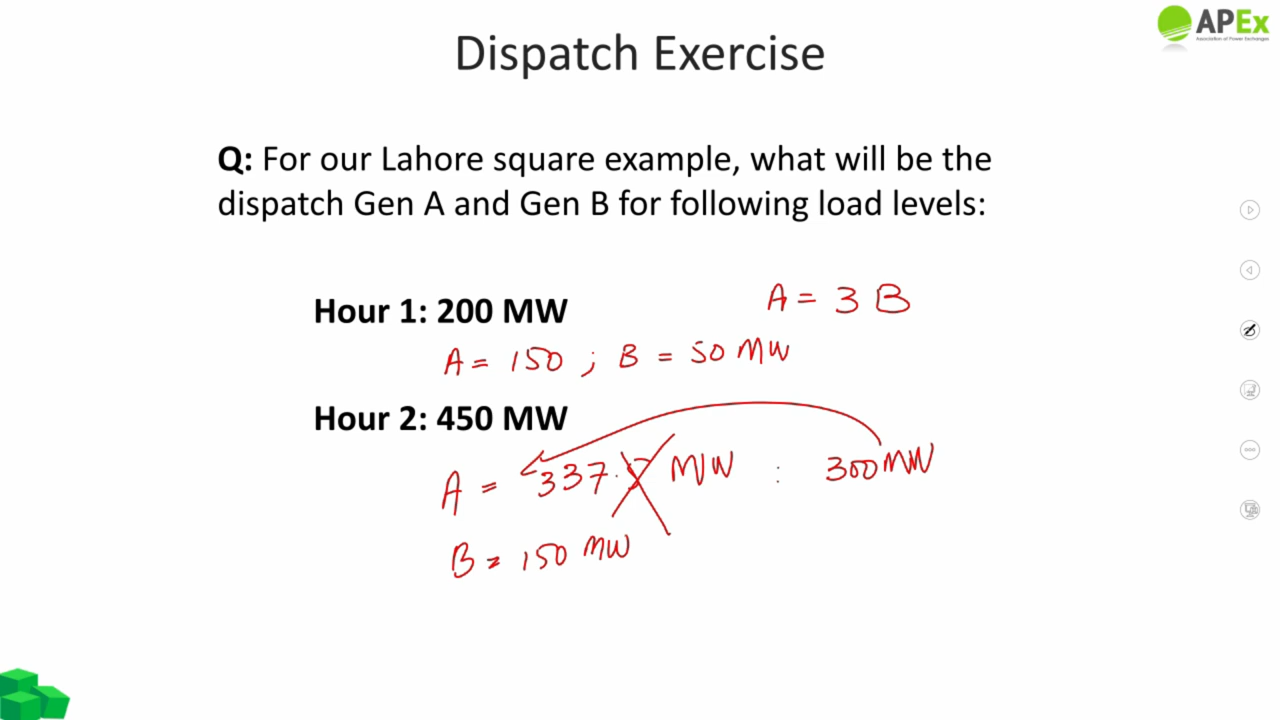 APEx
Association of Power Exchanges
Dispatch Exercise
Q: For our Lahore square example, what will be the
dispatch Gen A and Gen B for following load levels:
A = 3 B
Hour 1: 200 MW
A = 150 ; B = 50 MW
Hour 2: 450 MW
A = 337.5 MW : 300 MW
B = 150 MW